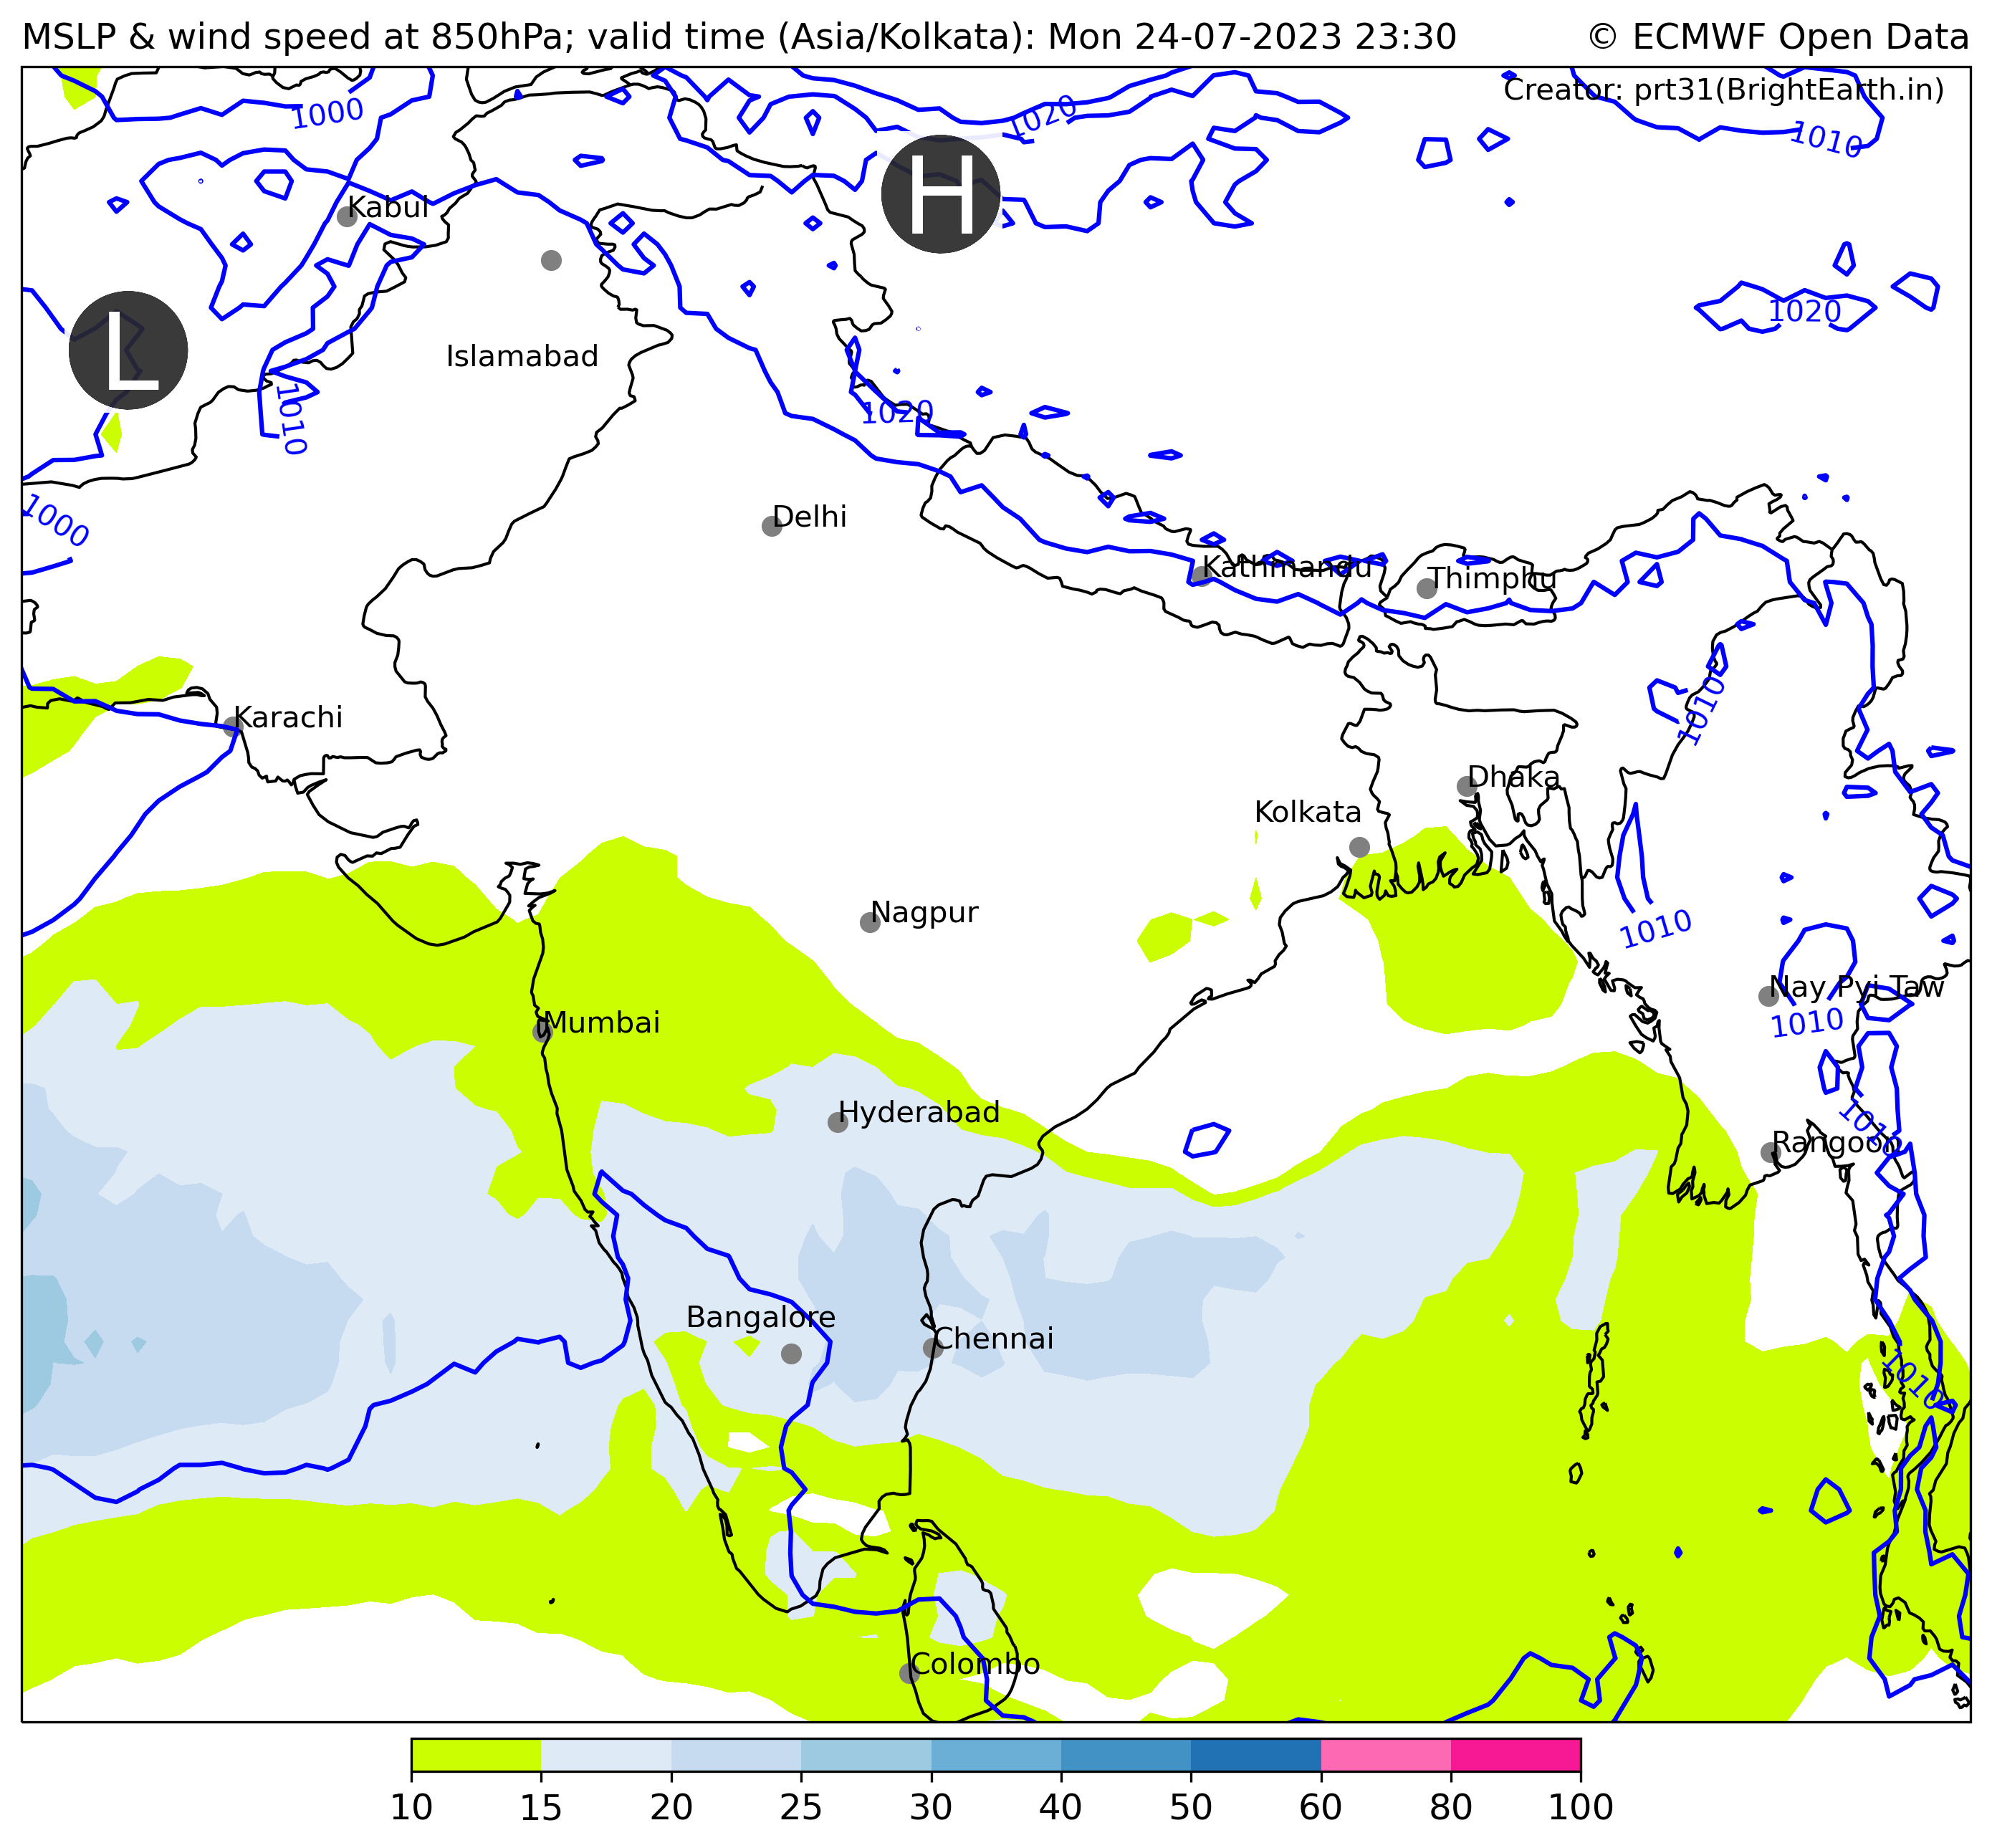 MSLP & wind speed at 850hPa; valid time (Asia/Kolkata): Mon 24-07-2023 23:30 © ECMWF Open Data
Creator: prt31(BrightEarth.in)
1000
1020
1010
H
Kabul
L
1020
Islamabad
1010
1020
1000
Delhi
Kathmandu
Thimphu
1010
Karachi
Dhaka
Kolkata
Nagpur
1010
Nay Pyi Taw
Mumbai
1010
Hyderabad
1010
Rangoon
Bangalore
Chennai
1010
Colombo
10 15 20 25 30 40 50 60 80 100